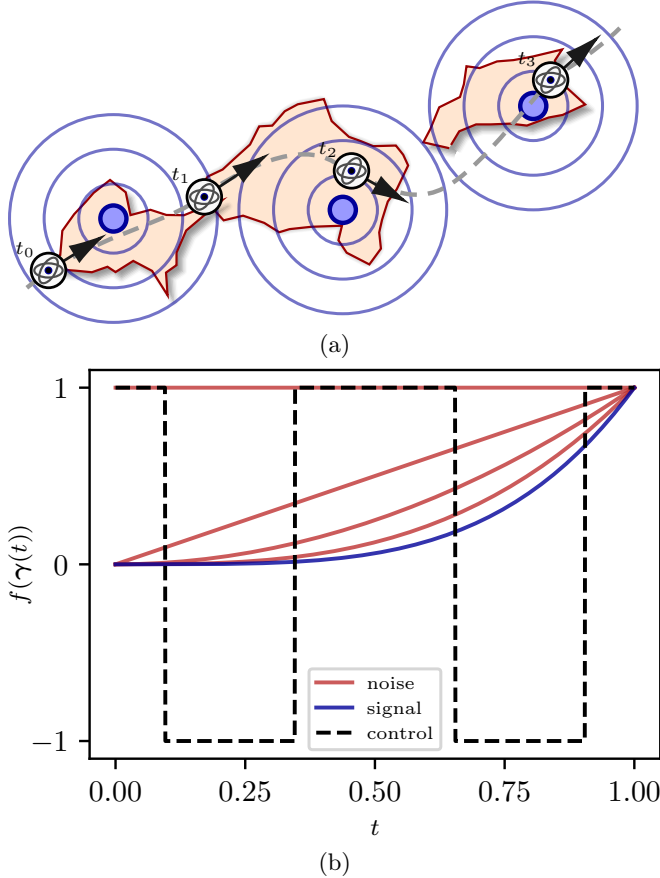 t₀
t₁
t₂
t₃
(a)
f(γ(t))
1
0
−1
noise
signal
control
0.00 0.25 0.50 0.75 1.00
t
(b)